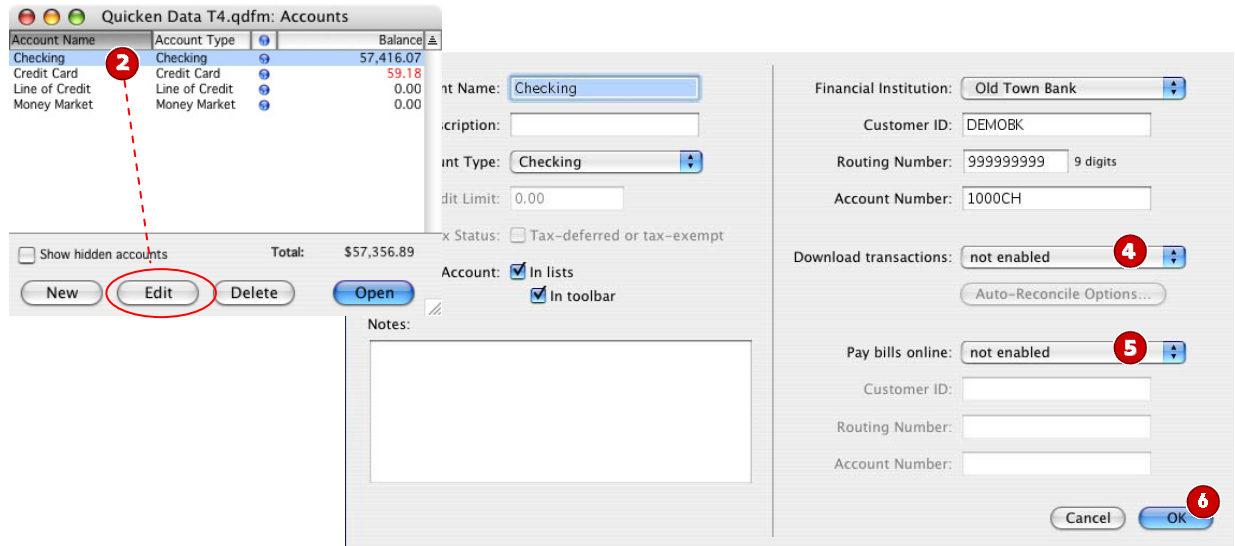 Quicken Data T4.qdfm: Accounts
Account Name Account Type Balance
Checking Checking 57,416.07
Credit Card Credit Card 59.18
Line of Credit Line of Credit 0.00
Money Market Money Market 0.00
2
Show hidden accounts Total: $57,356.89
New Edit Delete Open
nt Name: Checking
scription:
unt Type: Checking
dit Limit: 0.00
x Status: Tax-deferred or tax-exempt
Account: In lists
In toolbar
Notes:
Financial Institution: Old Town Bank
Customer ID: DEMOBK
Routing Number: 999999999 9 digits
Account Number: 1000CH
Download transactions: not enabled 4
Auto-Reconcile Options...
Pay bills online: not enabled 5
Customer ID:
Routing Number:
Account Number:
Cancel OK 6